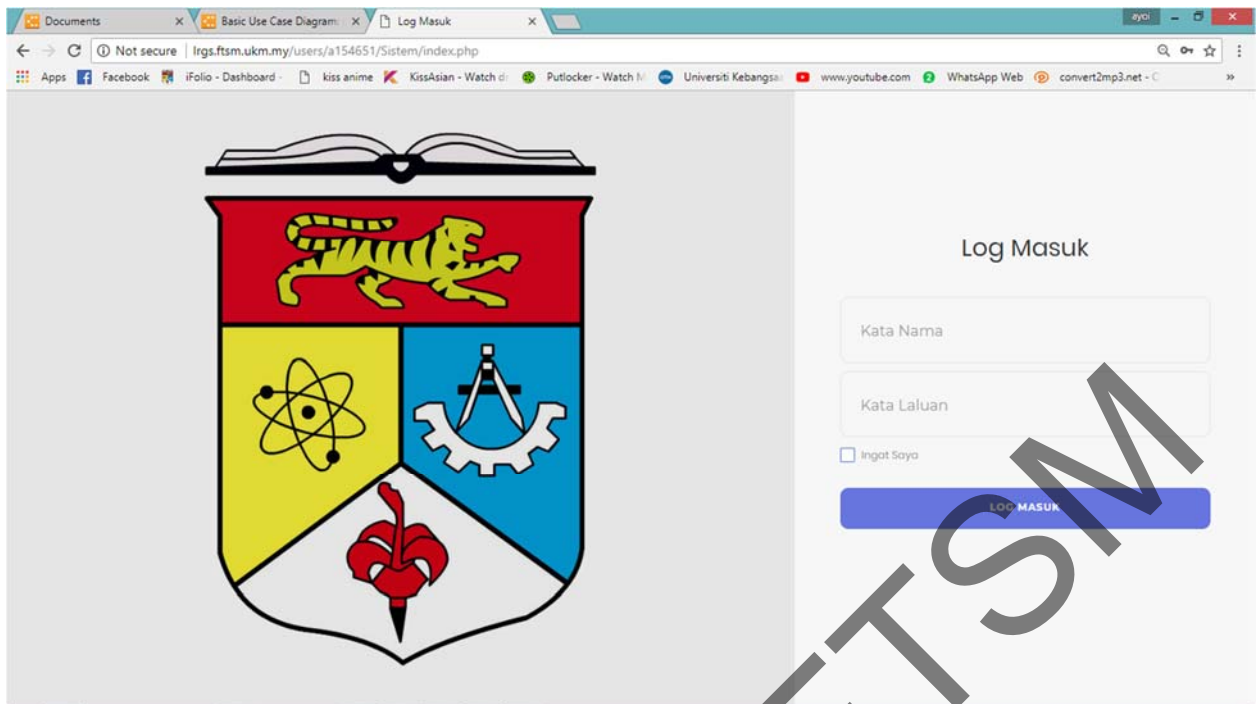 Documents
Basic Use Case Diagram:
Log Masuk
ayoi
Not secure | lrgs.ftsm.ukm.my/users/a154651/Sistem/index.php
Apps
Facebook
iFolio - Dashboard -
kiss anime
KissAsian - Watch
Putlocker - Watch M
Universiti Kebangsa
www.youtube.com
WhatsApp Web
convert2mp3.net - C
»
Log Masuk
Kata Nama
Kata Laluan
Ingat Saya
LOG MASUK
FTSM